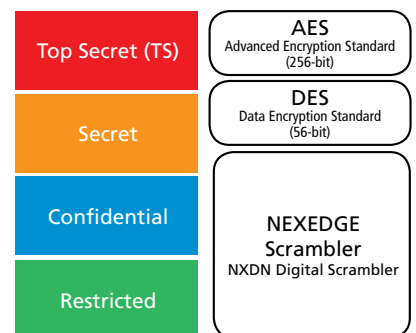 Top Secret (TS)
Secret
Confidential
Restricted
AES
Advanced Encryption Standard
(256-bit)
DES
Data Encryption Standard
(56-bit)
NEXEDGE
Scrambler
NXDN Digital Scrambler